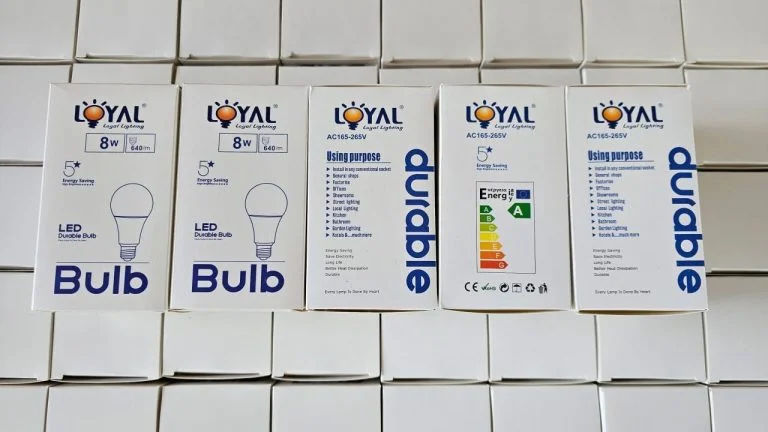 LOYAL®
Loyal Lighting
8W
640lm
5★
Energy Saving
LED
Durable Bulb
Bulb
LOYAL®
Loyal Lighting
8W
640lm
5★
Energy Saving
LED
Durable Bulb
Bulb
LOYAL®
Loyal Lighting
AC165-265V
Using purpose
Install in any conventional socket
General shops
Factories
Offices
Showrooms
Street lighting
Local Lighting
Kitchen
Bathroom
Garden Lighting
Energy Saving
Save Electricity
Long Life
Better Heat Dissipation
Durable
Every Lamp Is Done By Heart
durable
LOYAL®
Loyal Lighting
AC165-265V
5★
Energy Saving
Energ
A
A
B
C
D
E
F
G
CE RoHS
LOYAL®
Loyal Lighting
AC165-265V
Using purpose
Install in any conventional socket
General shops
Factories
Offices
Showrooms
Street lighting
Local Lighting
Kitchen
Bathroom
Garden Lighting
Energy Saving
Save Electricity
Long Life
Better Heat Dissipation
Durable
Every Lamp Is Done By Heart
durable